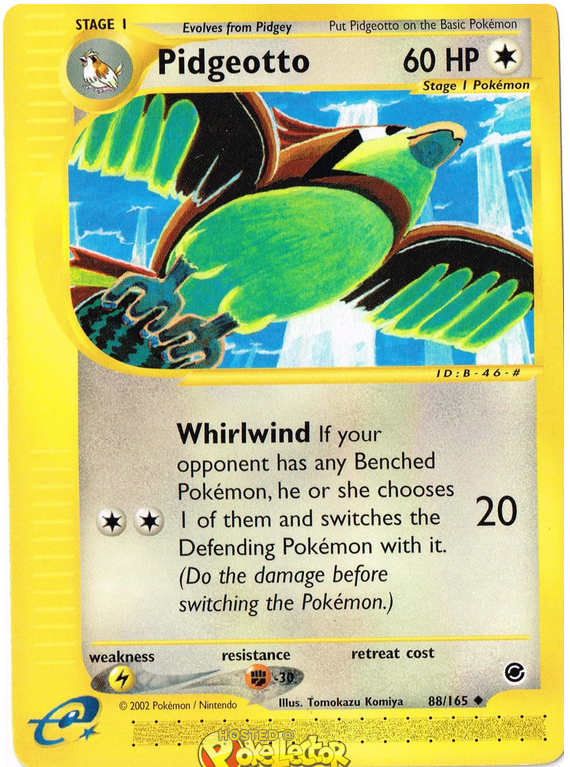 STAGE 1
Evolves from Pidgey
Put Pidgeotto on the Basic Pokémon
Pidgeotto
60 HP
Stage 1 Pokémon
ID:B-46-#
Whirlwind If your
opponent has any Benched
Pokémon, he or she chooses
1 of them and switches the
Defending Pokémon with it.
(Do the damage before
switching the Pokémon.)
20
weakness
resistance
retreat cost
-30
© 2002 Pokémon / Nintendo
Illus. Tomokazu Komiya
88/165
e
HOSTED @
PokéLector